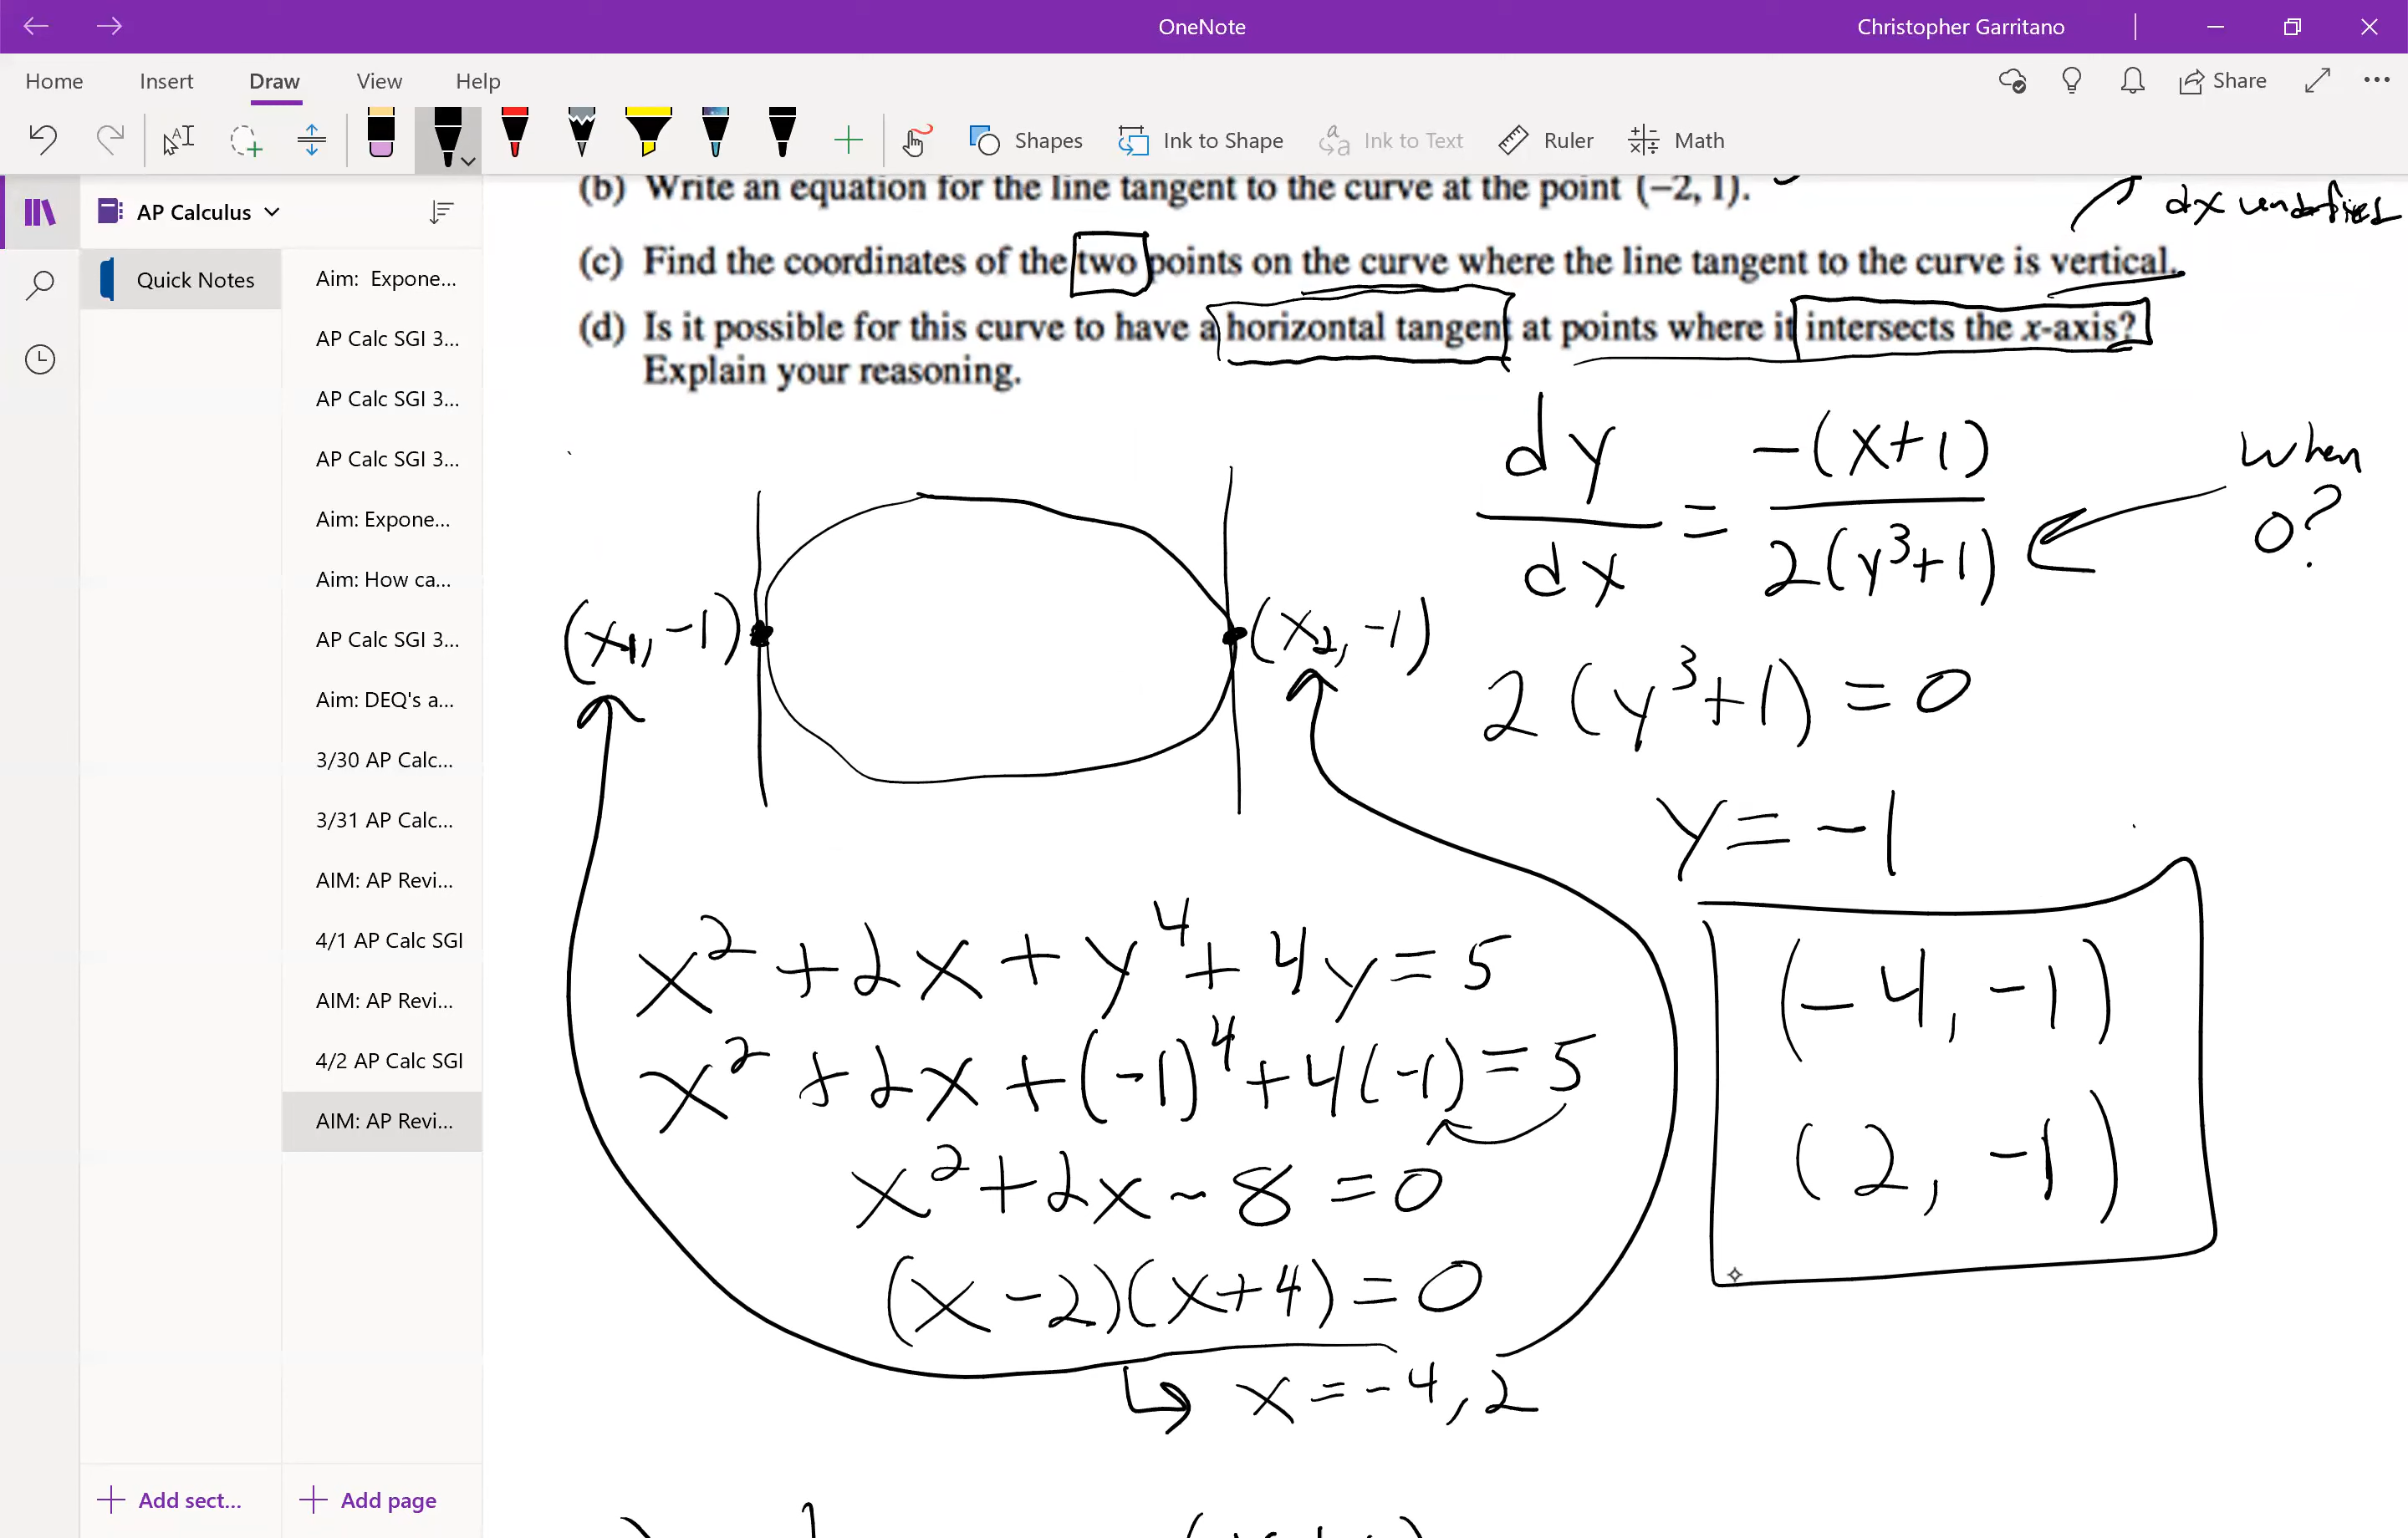 OneNote
Christopher Garritano
Home Insert Draw View Help
Share
Shapes Ink to Shape Ink to Text Ruler Math
AP Calculus
Quick Notes
Aim: Expone...
AP Calc SGI 3...
AP Calc SGI 3...
AP Calc SGI 3...
Aim: Expone...
Aim: How ca...
AP Calc SGI 3...
Aim: DEQ's a...
3/30 AP Calc...
3/31 AP Calc...
AIM: AP Revi...
4/1 AP Calc SGI
AIM: AP Revi...
4/2 AP Calc SGI
AIM: AP Revi...
Add sect...
Add page
(b) Write an equation for the line tangent to the curve at the point (−2, 1).
dx undefined
(c) Find the coordinates of the two points on the curve where the line tangent to the curve is vertical.
(d) Is it possible for this curve to have a horizontal tangent at points where it intersects the x-axis?
Explain your reasoning.
dy/dx = -(x+1)/2(y³+1)
When
0?
(x₁, -1)
(x₂, -1)
2(y³+1) = 0
y = -1
x² + 2x + y⁴ + 4y = 5
x² + 2x + (-1)⁴ + 4(-1) = 5
x² + 2x - 8 = 0
(x - 2)(x + 4) = 0
x = -4, 2
(-4, -1)
(2, -1)